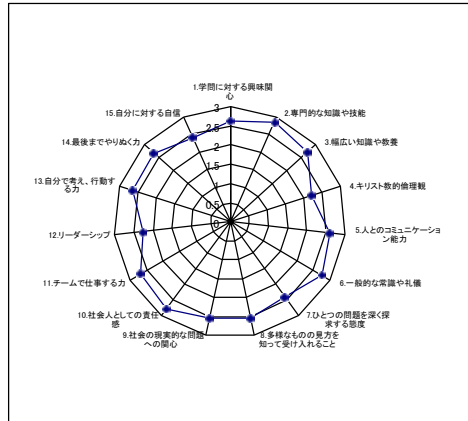 1.学問に対する興味関
心
2.専門的な知識や技能
3.幅広い知識や教養
4.キリスト教的倫理観
5.人とのコミュニケーショ
ン能力
6.一般的な常識や礼儀
7.ひとつの問題を深く探
求する態度
8.多様なものの見方を
知って受け入れること
9.社会の現実的な問題
への関心
10.社会人としての責任
感
11.チームで仕事する力
12.リーダーシップ
13.自分で考え、行動す
る力
14.最後までやりぬく力
15.自分に対する自信
3
2.5
2
1.5
1
0.5
0